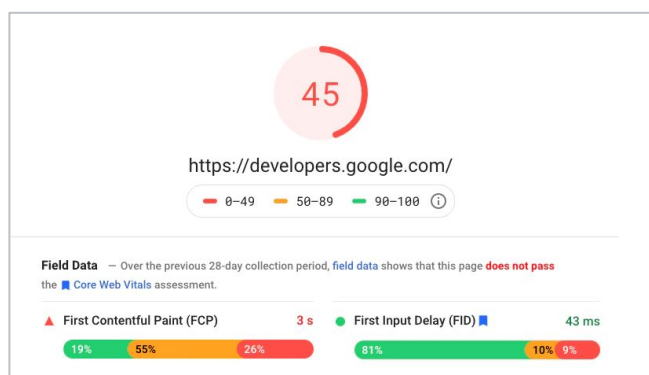 45
https://developers.google.com/
0–49 50–89 90–100
Field Data — Over the previous 28-day collection period, field data shows that this page does not pass
the Core Web Vitals assessment.
First Contentful Paint (FCP) 3 s First Input Delay (FID) 43 ms
19% 55% 26% 81% 10% 9%